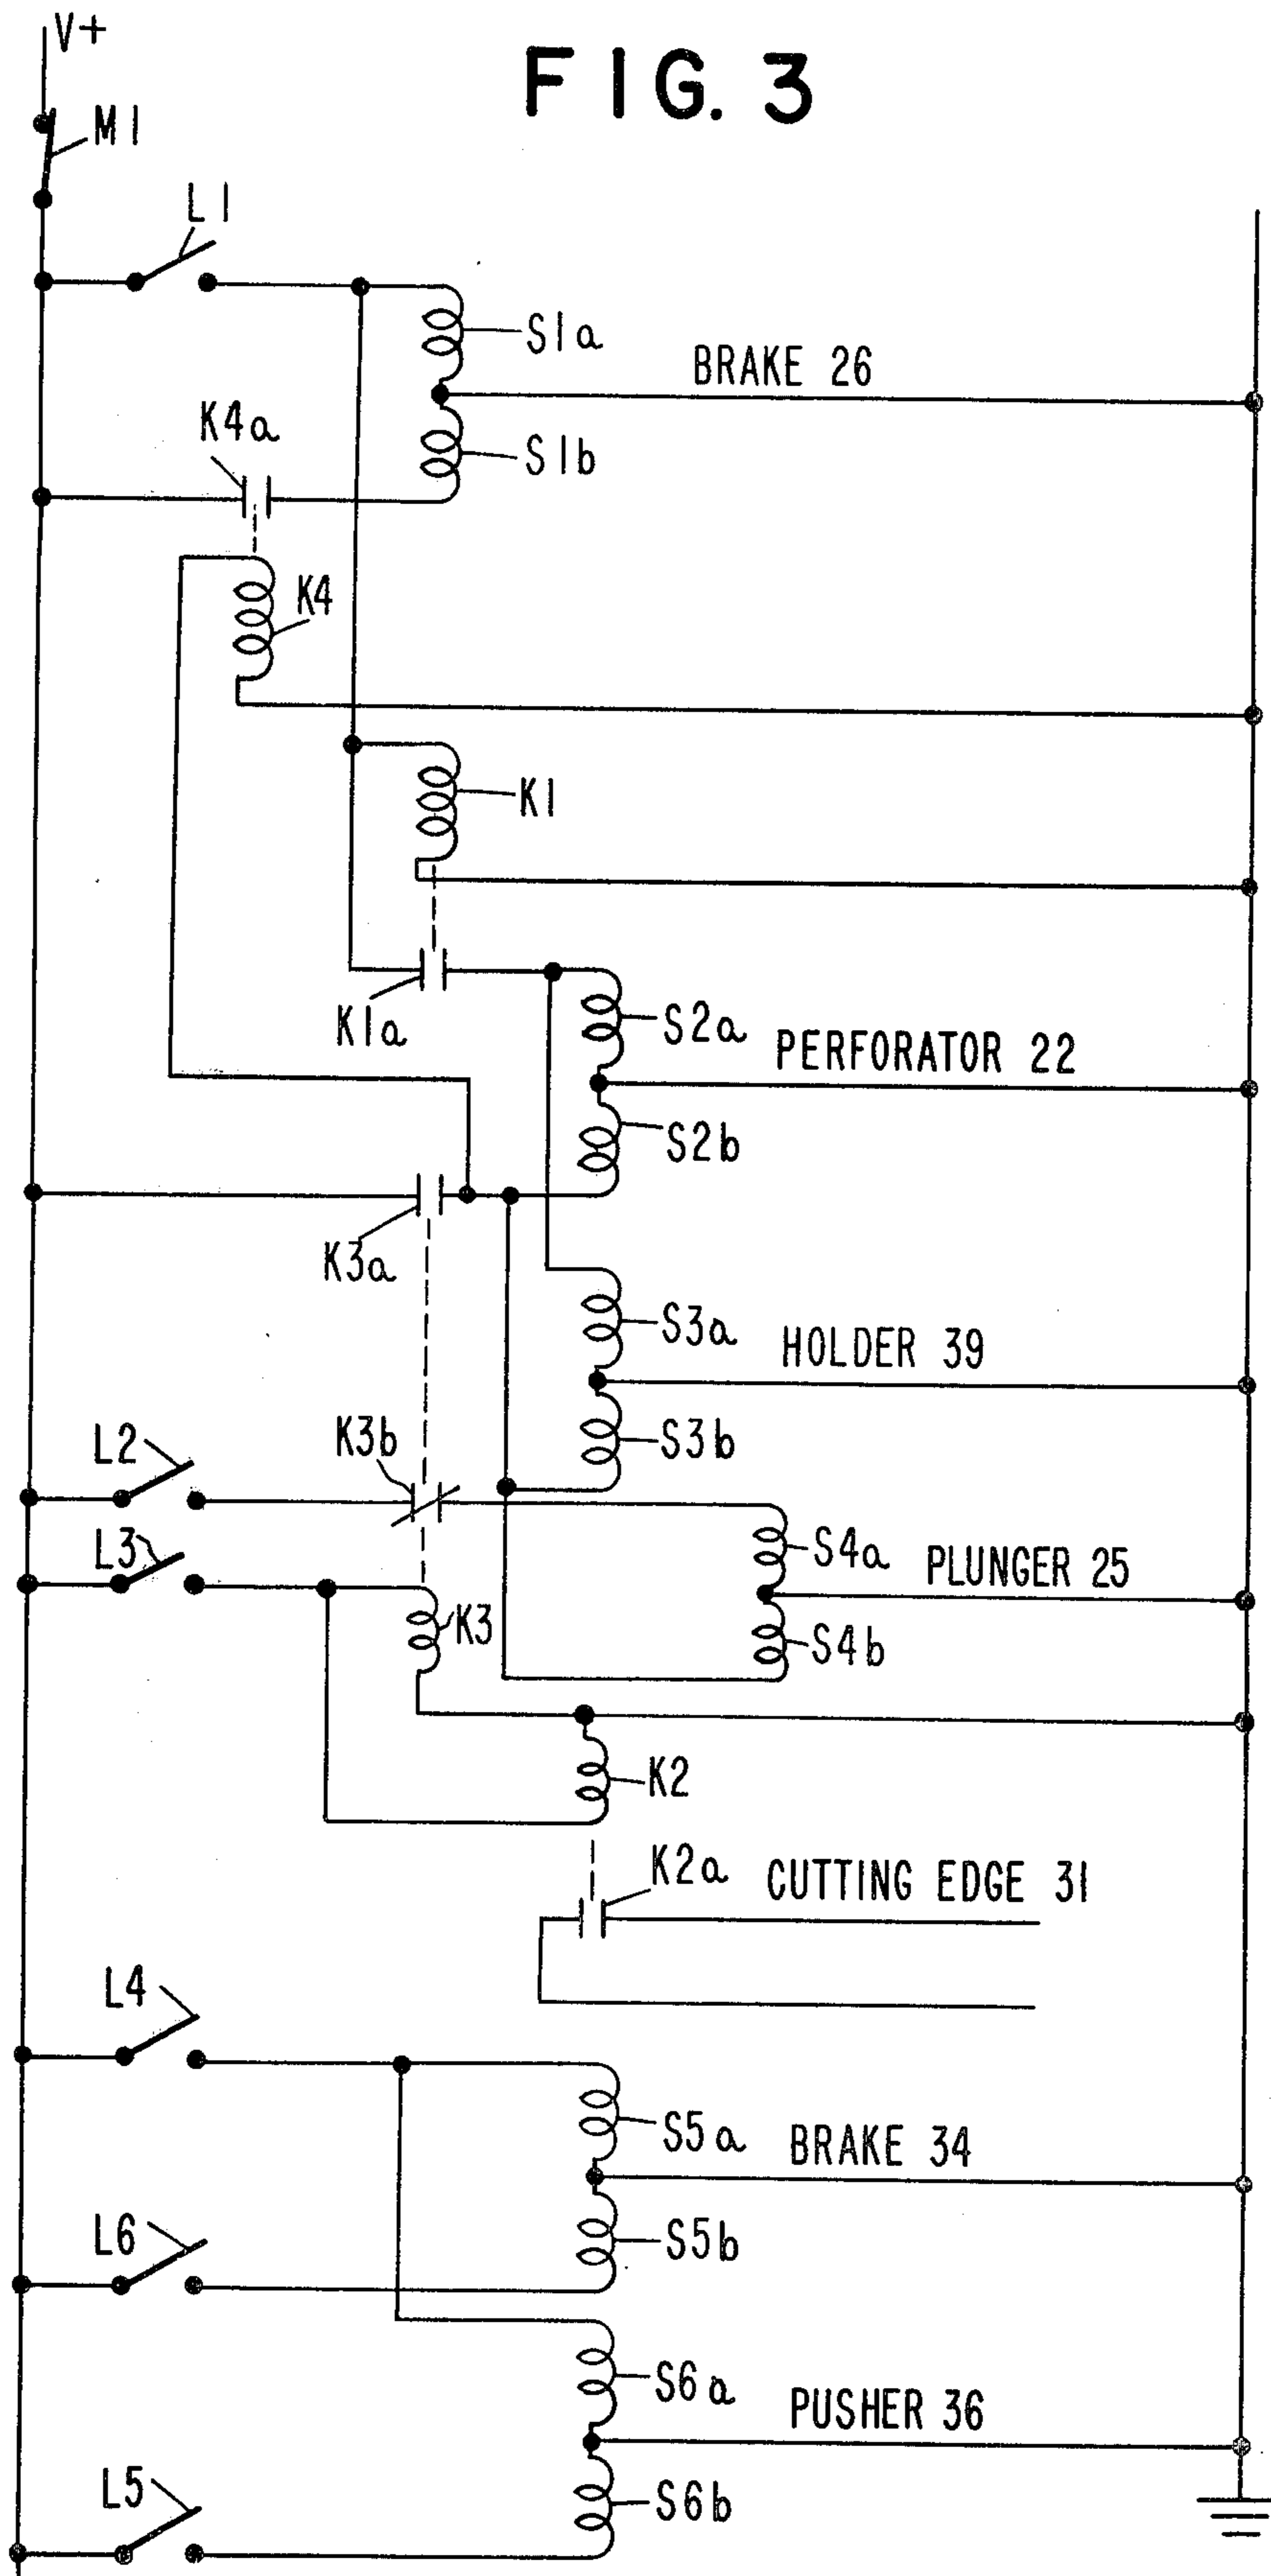 V+
FIG. 3
M1
L1
S1a
BRAKE 26
K4a
S1b
K4
K1
K1a
S2a
PERFORATOR 22
S2b
K3a
S3a
HOLDER 39
L2
K3b
S3b
L3
S4a
PLUNGER 25
K3
S4b
K2
K2a
CUTTING EDGE 31
L4
S5a
BRAKE 34
L6
S5b
S6a
PUSHER 36
L5
S6b